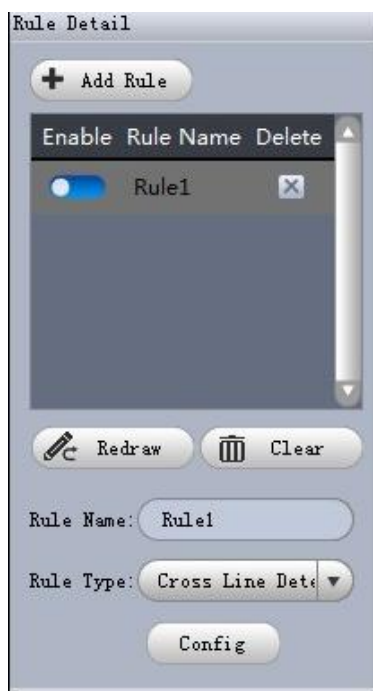 Rule Detail
Add Rule
Enable Rule Name Delete
Rule1
Redraw Clear
Rule Name: Rule1
Rule Type: Cross Line Dete
Config